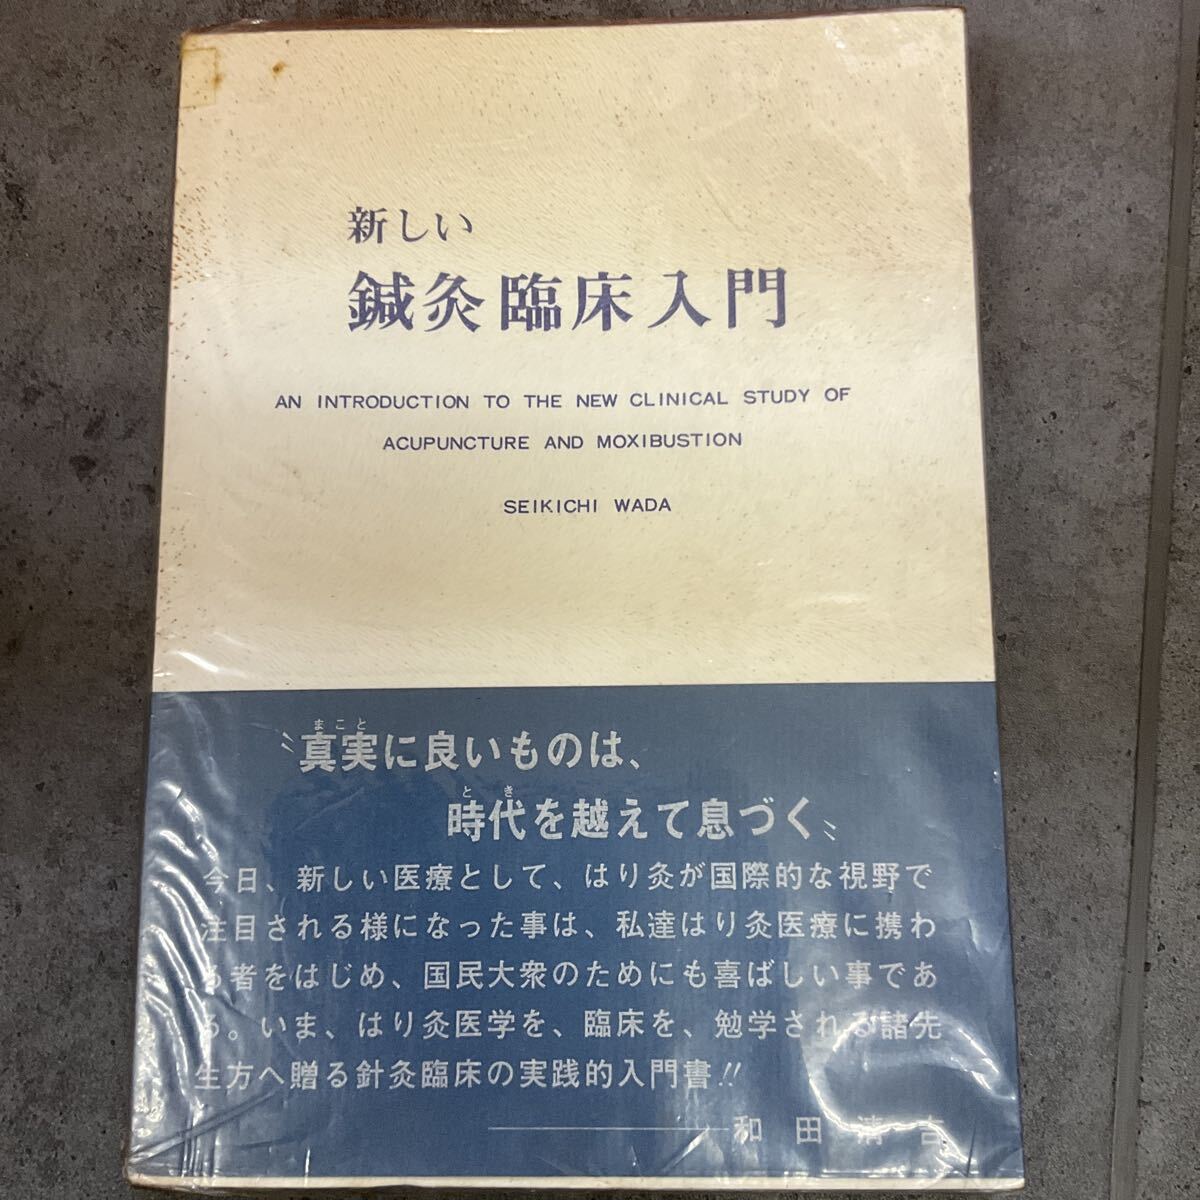 新しい
鍼灸臨床入門
AN INTRODUCTION TO THE NEW CLINICAL STUDY OF
ACUPUNCTURE AND MOXIBUSTION
SEIKICHI WADA
まこと
〝真実に良いものは、
とき
時代を越えて息づく〟
今日、新しい医療として、はり灸が国際的な視野で
注目される様になった事は、私達はり灸医療に携わ
る者をはじめ、国民大衆のためにも喜ばしい事であ
る。いま、はり灸医学を、臨床を、勉学される諸先
生方へ贈る針灸臨床の実践的入門書!!
——和田清吉